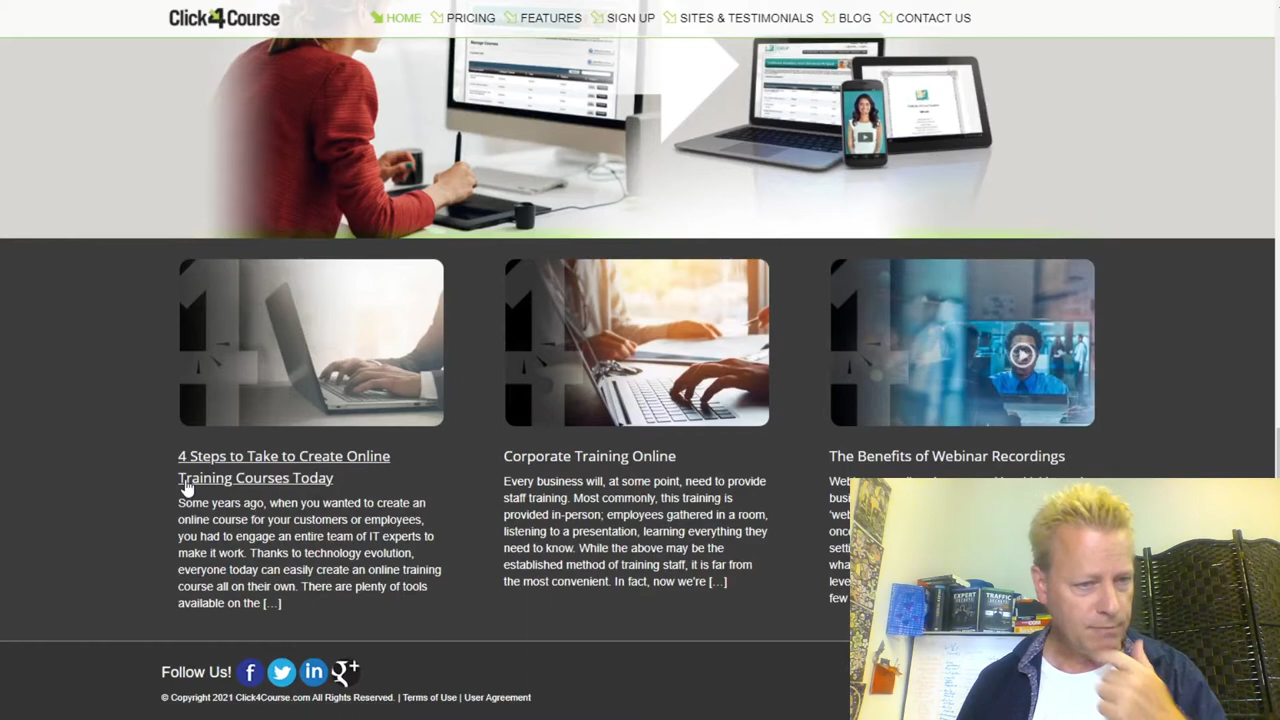 Click4Course
HOME
PRICING
FEATURES
SIGN UP
SITES & TESTIMONIALS
BLOG
CONTACT US
Manage Courses
4 Steps to Take to Create Online
Training Courses Today
Some years ago, when you wanted to create an
online course for your customers or employees,
you had to engage an entire team of IT experts to
make it work. Thanks to technology evolution,
everyone today can easily create an online training
course all on their own. There are plenty of tools
available on the […]
Corporate Training Online
Every business will, at some point, need to provide
staff training. Most commonly, this training is
provided in-person; employees gathered in a room,
listening to a presentation, learning everything they
need to know. While the above may be the
established method of training staff, it is far from
the most convenient. In fact, now we're […]
The Benefits of Webinar Recordings
EXPERT
SECRETS
TRAFFIC
SECRETS
Follow Us!
© Copyright 2021 Click4Course.com All Rights Reserved. | Terms of Use | User Agreement